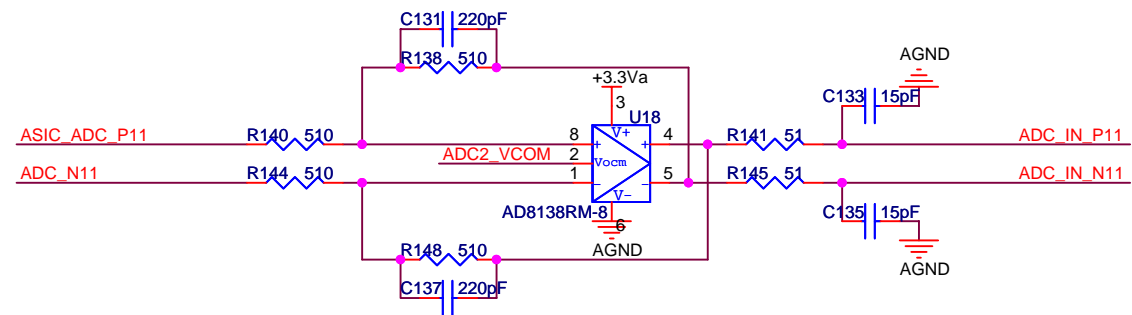 C131 220pF
R138 510
AGND
+3.3Va
3
C133 15pF
U18
V+
ASIC_ADC_P11 R140 510 8 + + 4 R141 51 ADC_IN_P11
ADC2_VCOM 2 Vocm
ADC_N11 R144 510 1 - - 5 R145 51 ADC_IN_N11
V-
AD8138RM-8
6
C135 15pF
R148 510
AGND
AGND
C137 220pF